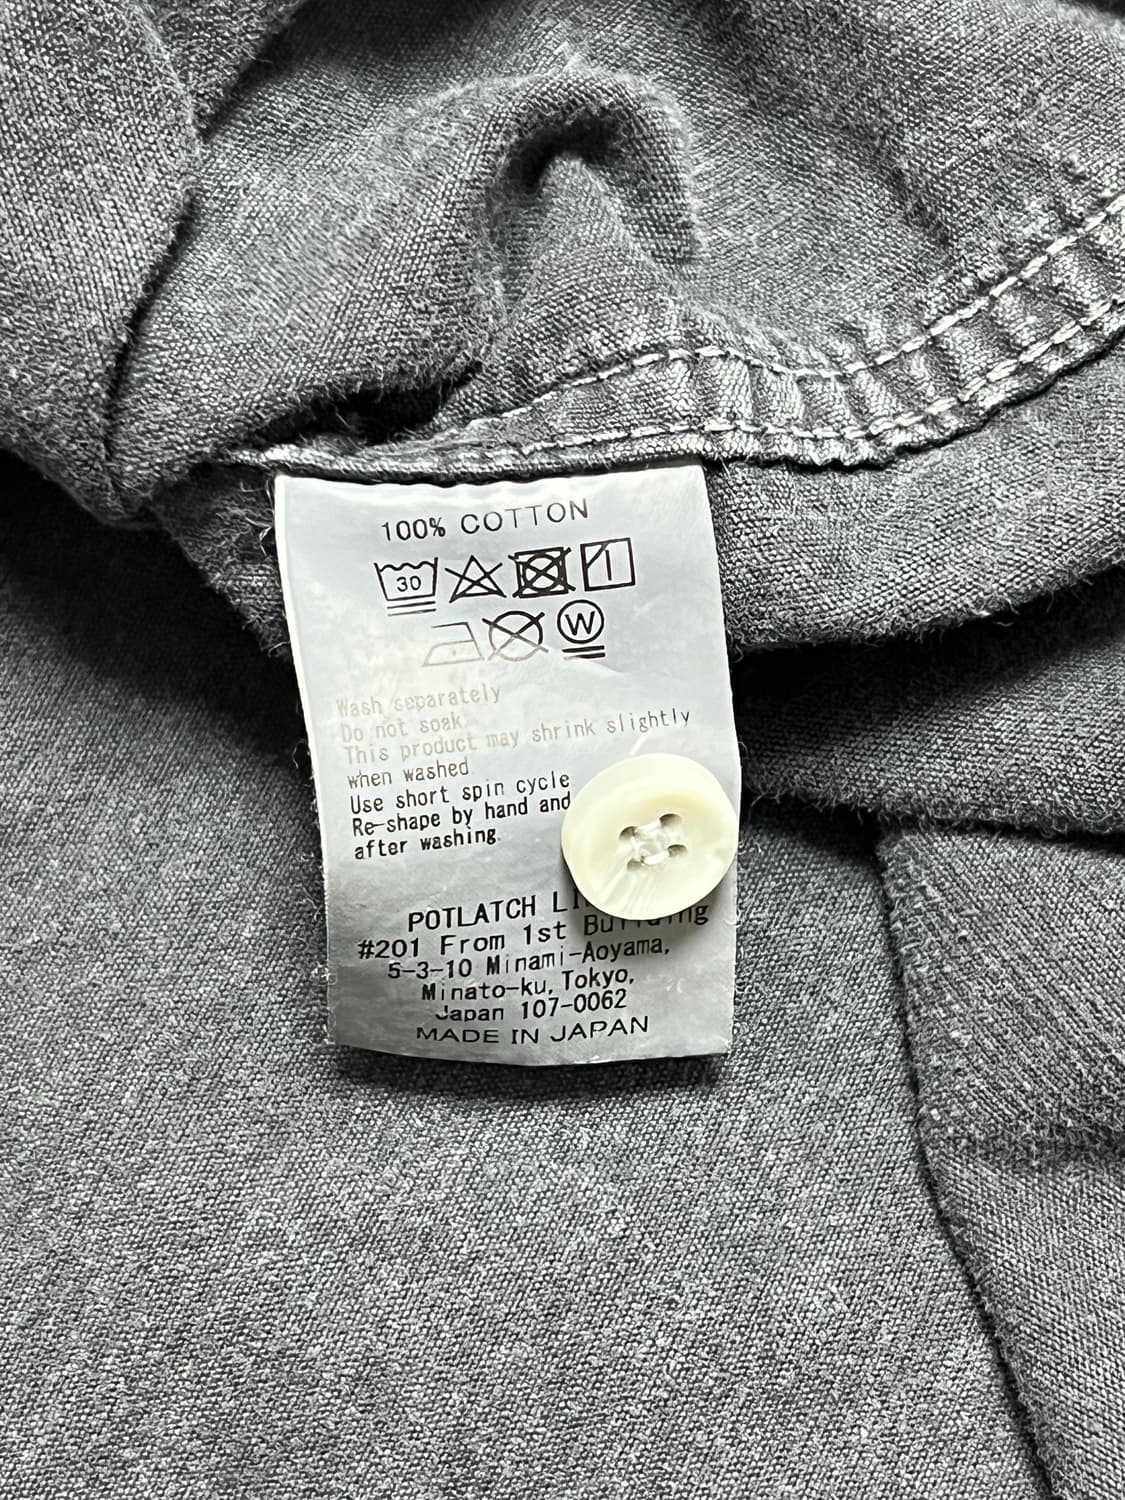 100% COTTON
30
W
Wash separately
Do not soak
This product may shrink slightly
when washed
Use short spin cycle
Re-shape by hand and
after washing.
POTLATCH
#201 From 1st Building
5-3-10 Minami-Aoyama,
Minato-ku, Tokyo,
Japan 107-0062
MADE IN JAPAN